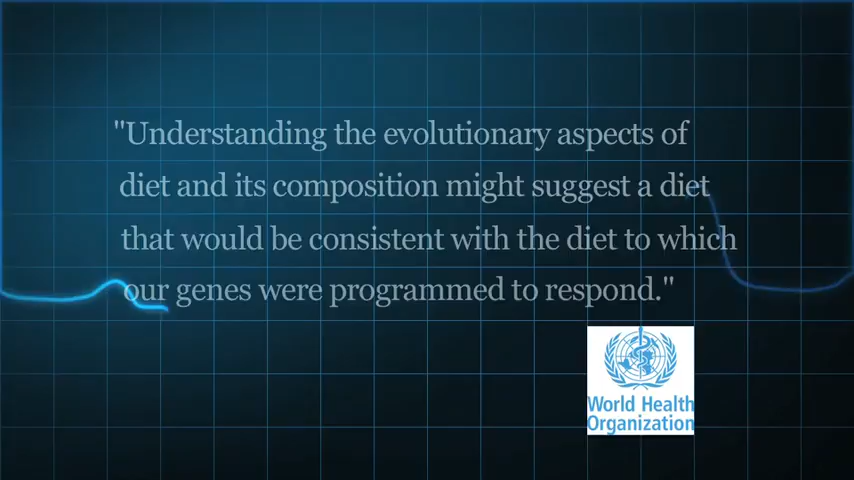 "Understanding the evolutionary aspects of
diet and its composition might suggest a diet
that would be consistent with the diet to which
our genes were programmed to respond."
World Health
Organization